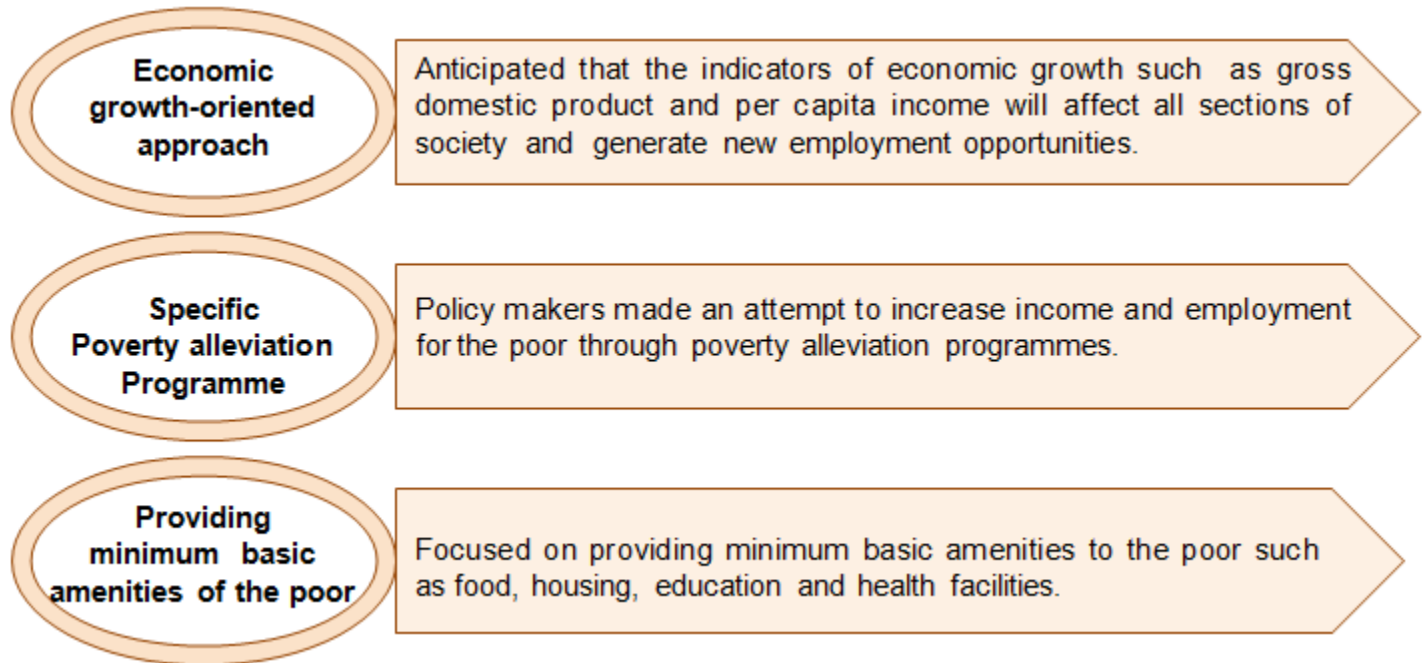 Economic
growth-oriented
approach
Anticipated that the indicators of economic growth such as gross
domestic product and per capita income will affect all sections of
society and generate new employment opportunities.
Specific
Poverty alleviation
Programme
Policy makers made an attempt to increase income and employment
for the poor through poverty alleviation programmes.
Providing
minimum basic
amenities of the poor
Focused on providing minimum basic amenities to the poor such
as food, housing, education and health facilities.